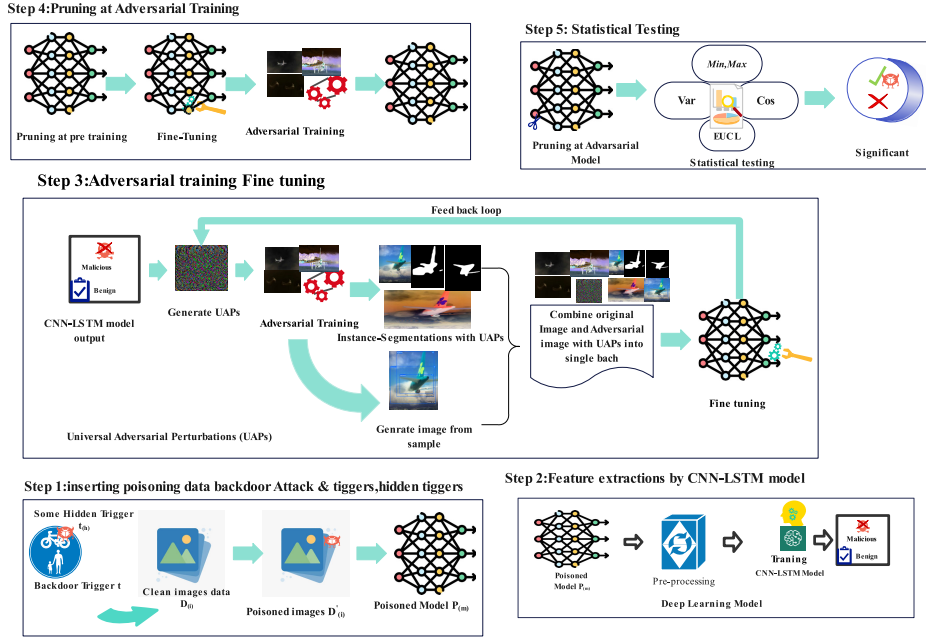 Step 4:Pruning at Adversarial Training
Pruning at pre training
Fine-Tuning
Adversarial Training
Step 5: Statistical Testing
Min,Max
Var
Cos
EUCL
Pruning at Advarsarial
Model
Statistical testing
Significant
Step 3:Adversarial training Fine tuning
Feed back loop
Malicious
Benign
CNN-LSTM model
output
Generate UAPs
Adversarial Training
Instance-Segmentations with UAPs
Genrate image from
sample
Combine original
Image and Adversarial
image with UAPs into
single bach
Fine tuning
Universal Adversarial Perturbations (UAPs)
Step 1:inserting poisoning data backdoor Attack & tiggers,hidden tiggers
Some Hidden Trigger
t(h)
Backdoor Trigger t
Clean images data
D(i)
Poisoned images D'(i)
Poisoned Model P(m)
Step 2:Feature extractions by CNN-LSTM model
Poisoned
Model P(m)
Pre-processing
Traning
CNN-LSTM Model
Malicious
Benign
Deep Learning Model